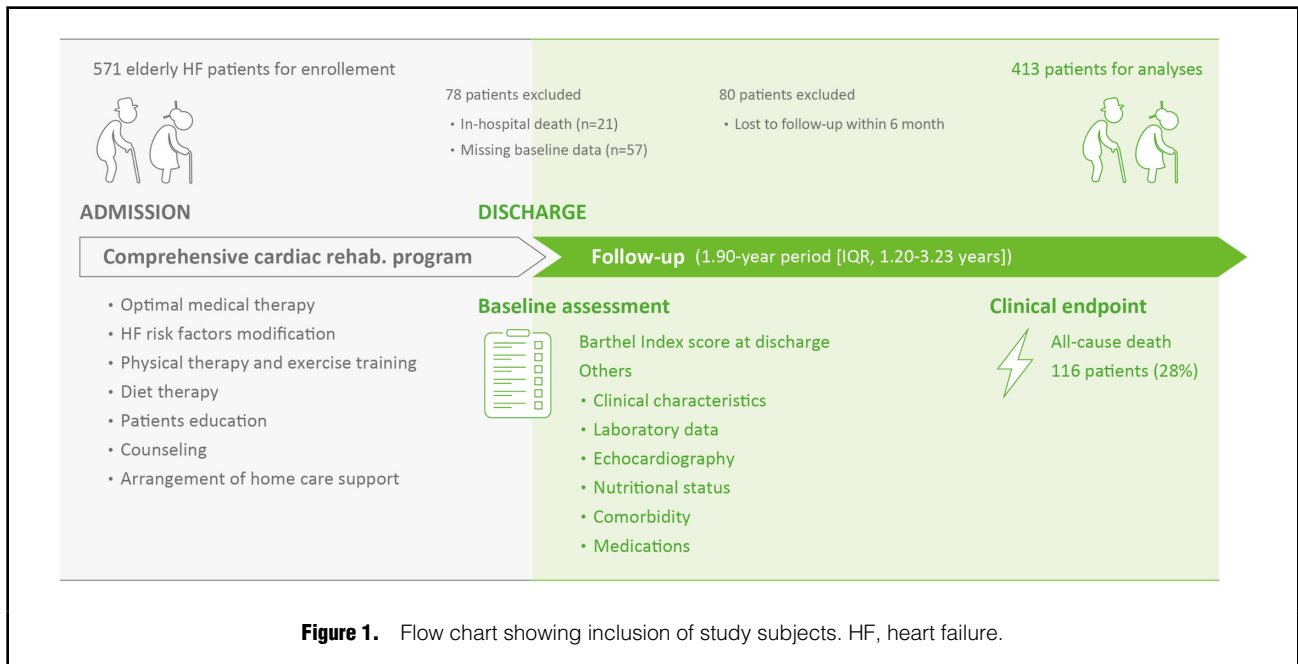 571 elderly HF patients for enrollement
413 patients for analyses
78 patients excluded
• In-hospital death (n=21)
• Missing baseline data (n=57)
80 patients excluded
• Lost to follow-up within 6 month
ADMISSION
DISCHARGE
Comprehensive cardiac rehab. program
Follow-up (1.90-year period [IQR, 1.20-3.23 years])
• Optimal medical therapy
• HF risk factors modification
• Physical therapy and exercise training
• Diet therapy
• Patients education
• Counseling
• Arrangement of home care support
Baseline assessment
Barthel Index score at discharge
Others
• Clinical characteristics
• Laboratory data
• Echocardiography
• Nutritional status
• Comorbidity
• Medications
Clinical endpoint
All-cause death
116 patients (28%)
Figure 1. Flow chart showing inclusion of study subjects. HF, heart failure.